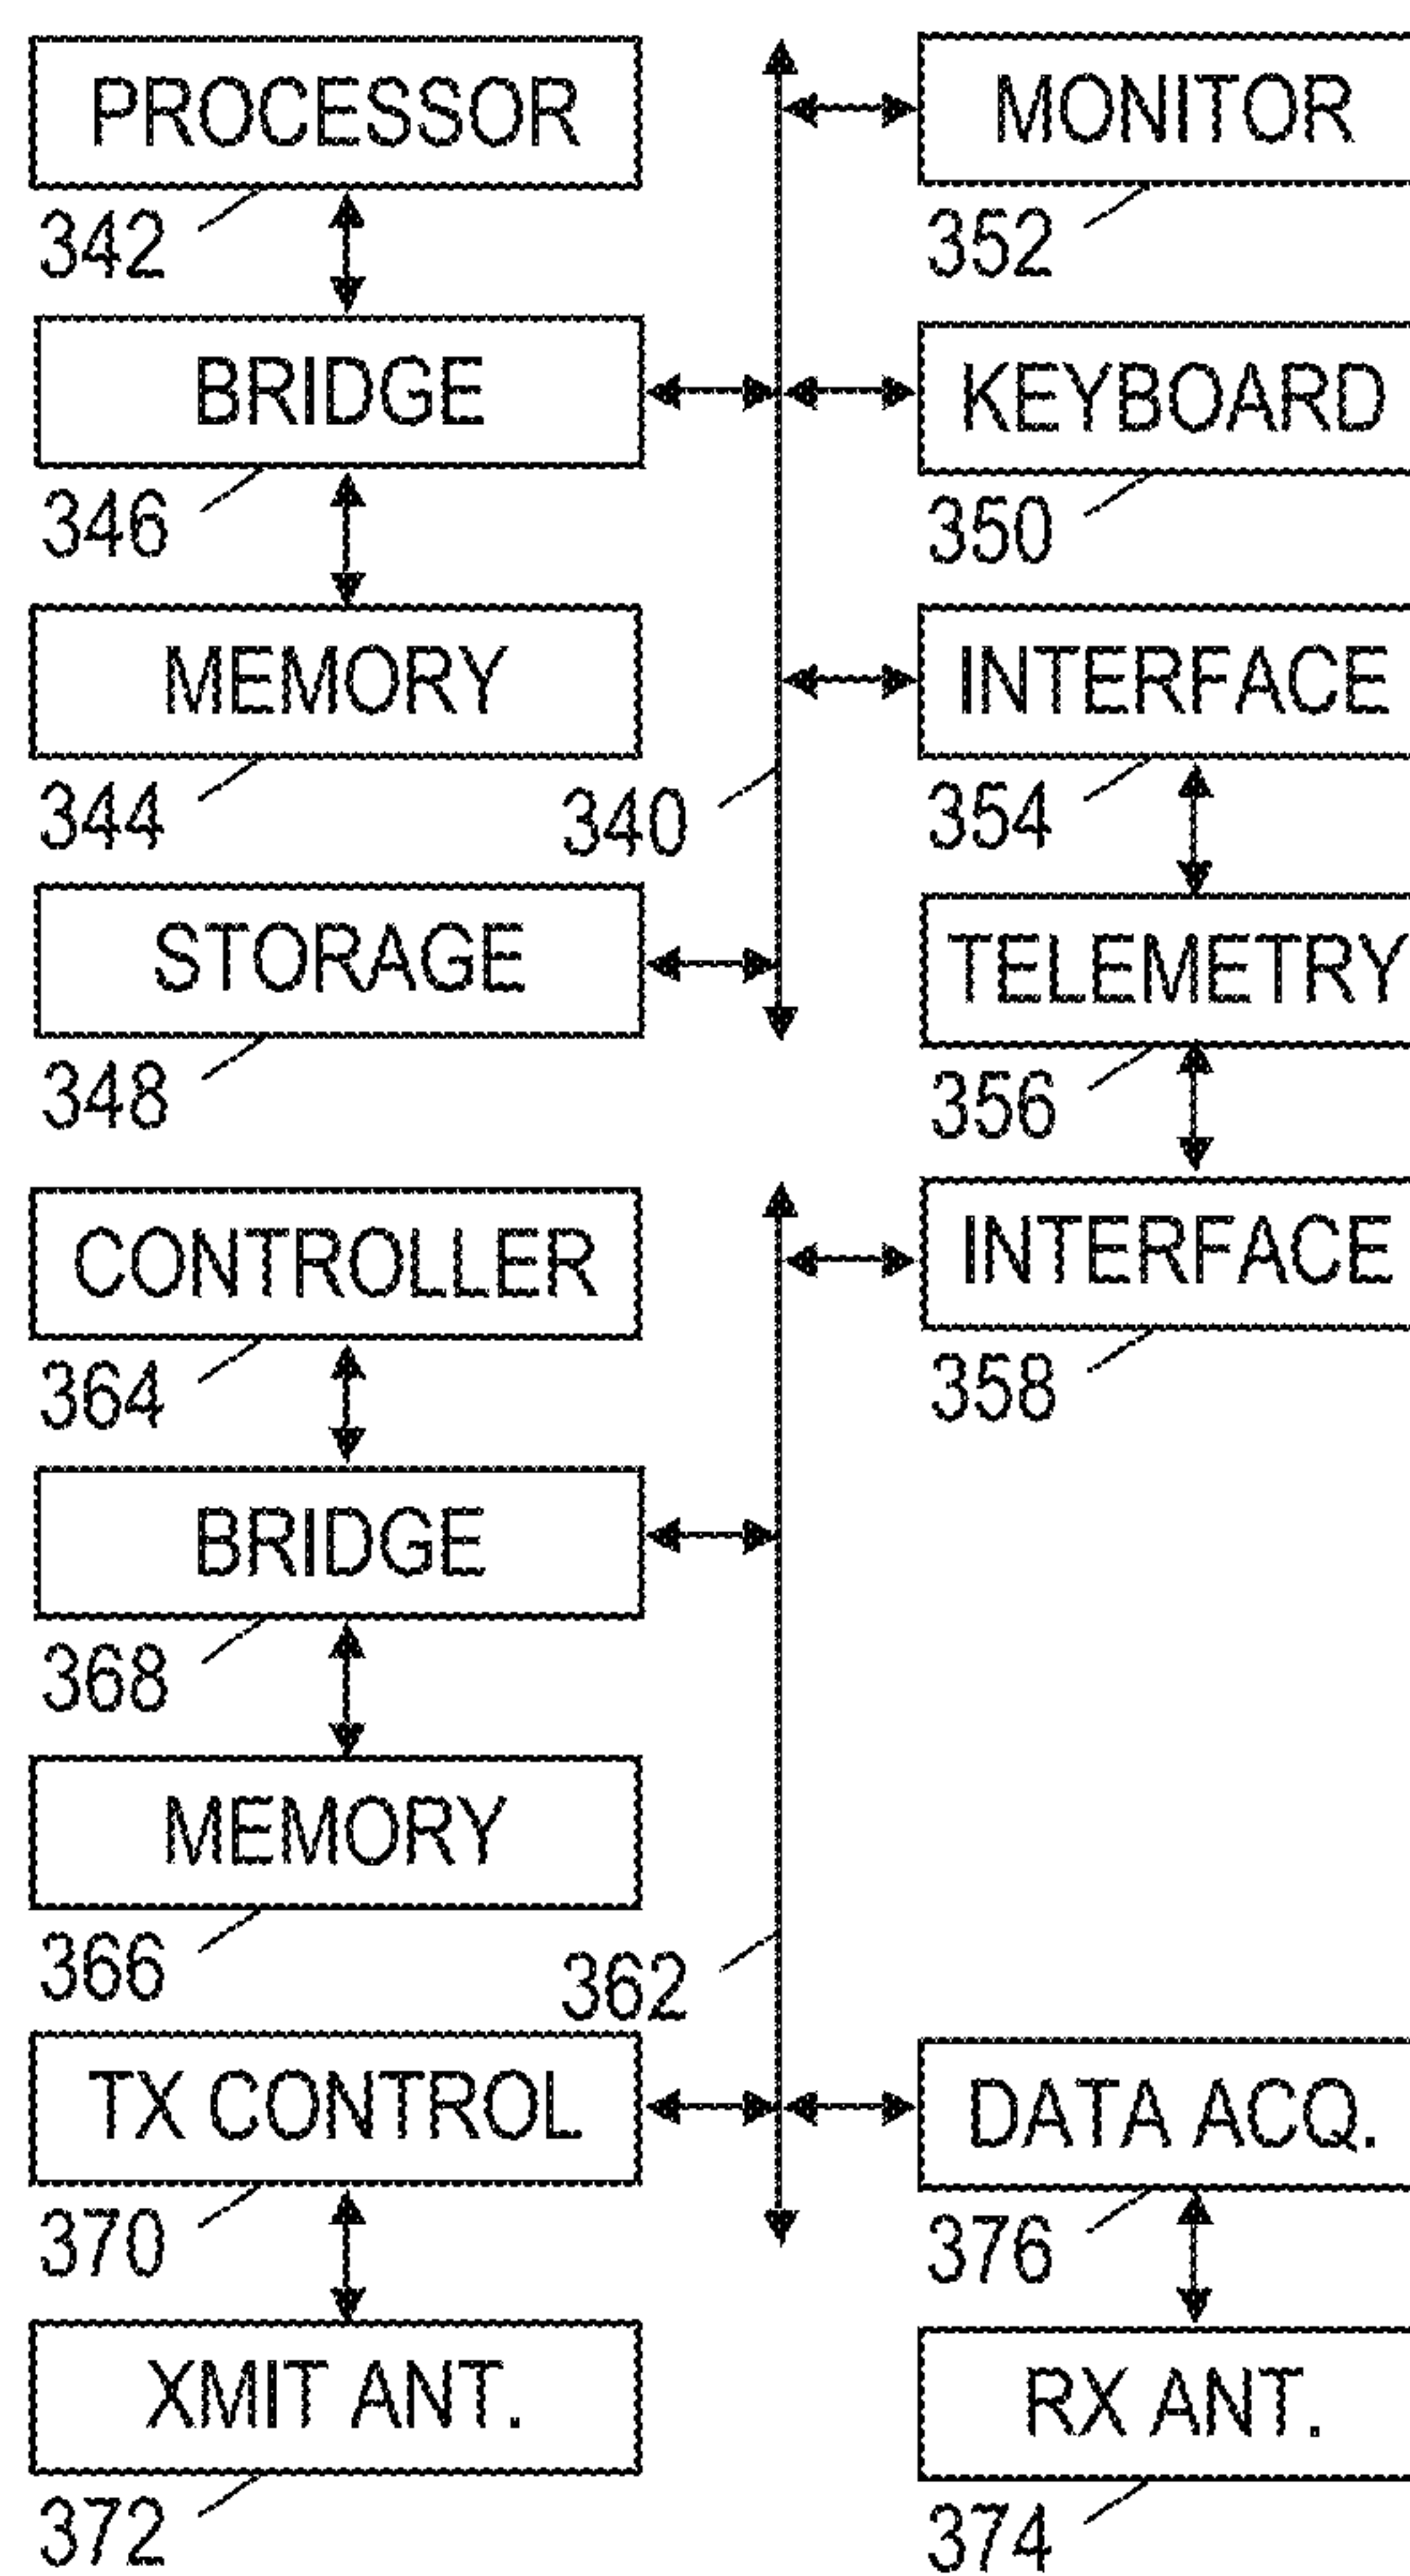 PROCESSOR
342
MONITOR
352
BRIDGE
346
KEYBOARD
350
MEMORY
344
340
INTERFACE
354
STORAGE
348
TELEMETRY
356
CONTROLLER
364
INTERFACE
358
BRIDGE
368
MEMORY
366
362
TX CONTROL
370
DATA ACQ.
376
XMIT ANT.
372
RX ANT.
374